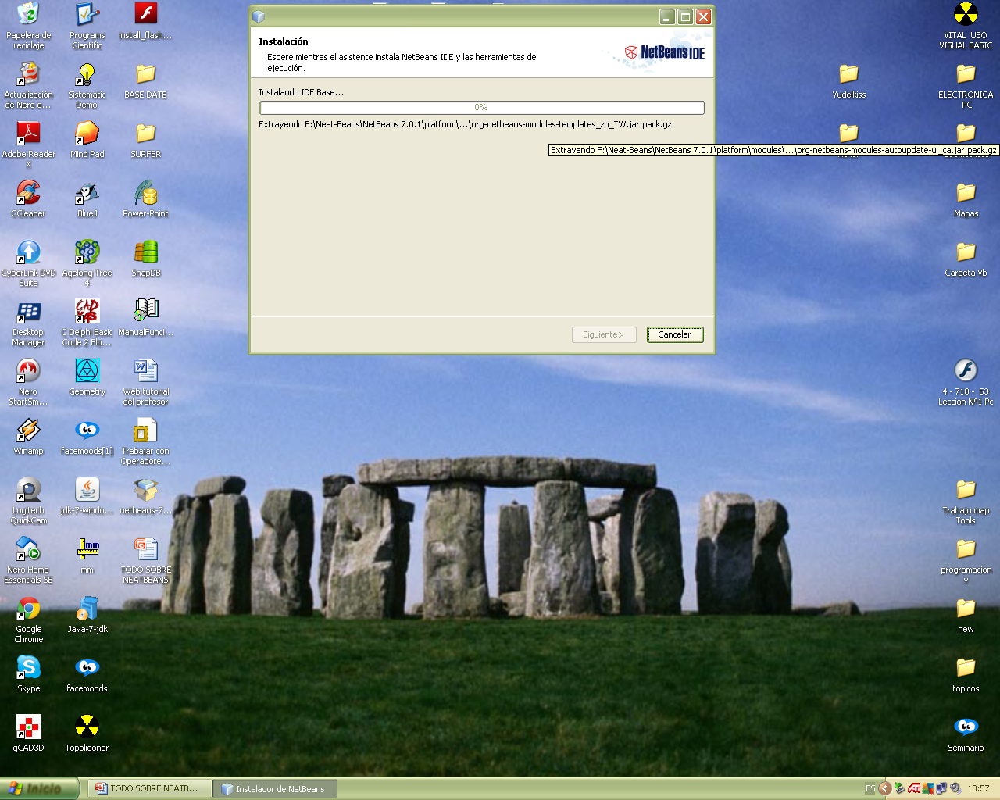 Instalación
Espere mientras el asistente instala NetBeans IDE y las herramientas de
ejecución.
NetBeans IDE
Instalando IDE Base...
0%
Extrayendo F:\Neat-Beans\NetBeans 7.0.1\platform\...\org-netbeans-modules-templates_zh_TW.jar.pack.gz
Extrayendo F:\Neat-Beans\NetBeans 7.0.1\platform\modules\...\org-netbeans-modules-autoupdate-ui_ca.jar.pack.gz
Siguiente >
Cancelar
Papelera de
reciclaje
Programs
Cientific
install_flash...
Actualización
de Nero e...
Sistematic
Demo
BASE DATE
Adobe Reader
X
Mind Pad
SURFER
CCleaner
BlueJ
Power-Point
CyberLink DVD
Suite
Agelong Tree
4
SnapDB
Desktop
Manager
C Delphi Basic
Code 2 Flo...
ManualFunci...
Nero
StartSm...
Geometry
Web tutorial
del profesor
Winamp
facemoods[1]
Trabajar con
Operadore...
Logitech
QuickCam
jdk-7-windo...
netbeans-7...
Nero Home
Essentials SE
mm
mm
TODO SOBRE
NEATBEANS
Google
Chrome
Java-7-jdk
Skype
facemoods
gCAD3D
Topoligonar
VITAL USO
VISUAL BASIC
Yudelkiss
ELECTRONICA
PC
Mapas
Carpeta Vb
4 - 718 - 53
Leccion Nº1 Pc
Trabajo map
Tools
programacion
v
new
topicos
Seminario
Inicio
TODO SOBRE NEATB...
Instalador de NetBeans
ES
18:57